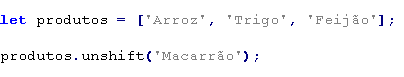 let produtos = ['Arroz', 'Trigo', 'Feijão'];
produtos.unshift('Macarrão');